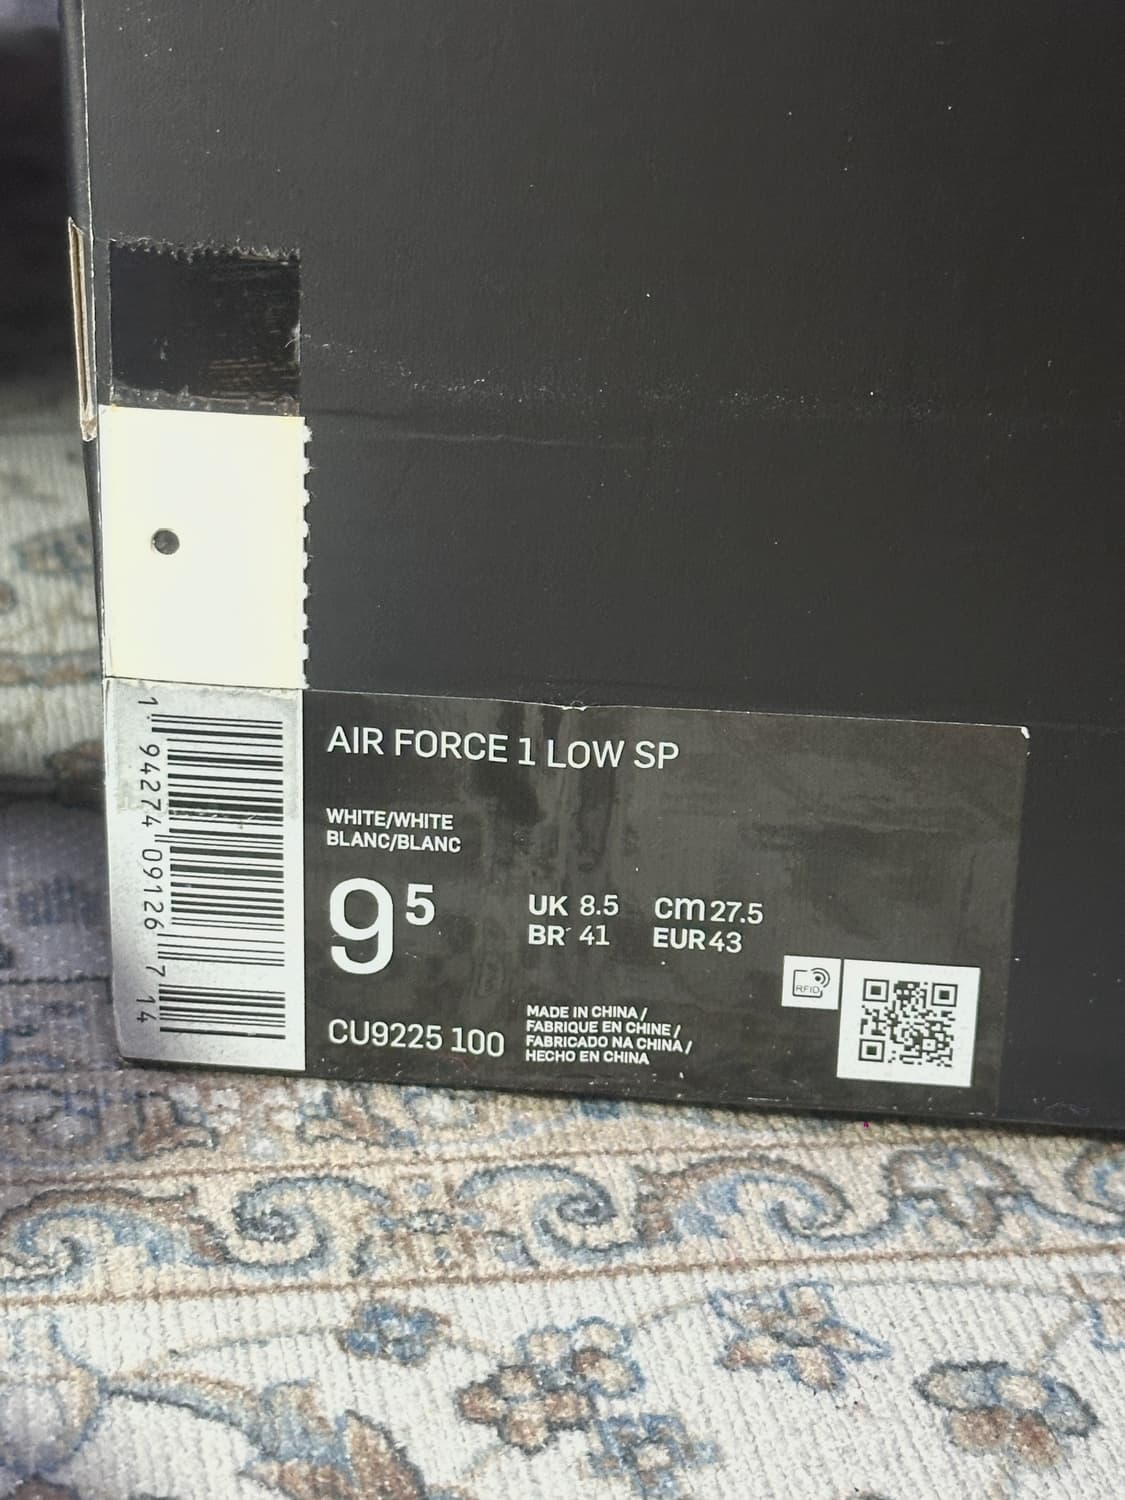 AIR FORCE 1 LOW SP
WHITE/WHITE
BLANC/BLANC
9 5
UK 8.5 cm 27.5
BR 41 EUR 43
CU9225 100
MADE IN CHINA /
FABRIQUE EN CHINE /
FABRICADO NA CHINA /
HECHO EN CHINA
RFID
1 94274 09126 7 14